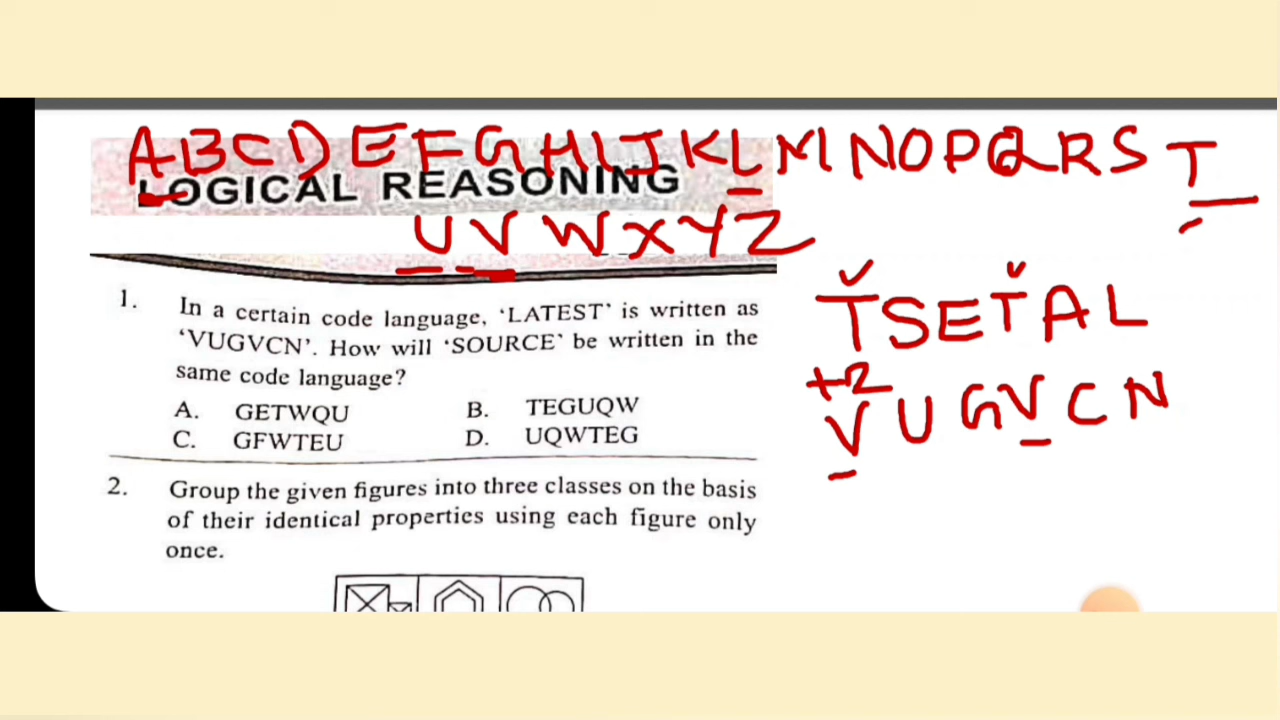 ABCDEFGHIJKLMNOPQRST
LOGICAL REASONING
UVWXYZ
1. In a certain code language, ‘LATEST’ is written as
‘VUGVCN’. How will ‘SOURCE’ be written in the
same code language?
A. GETWQU B. TEGUQW
C. GFWTEU D. UQWTEG
TSETAL
+2
VUGVCN
2. Group the given figures into three classes on the basis
of their identical properties using each figure only
once.